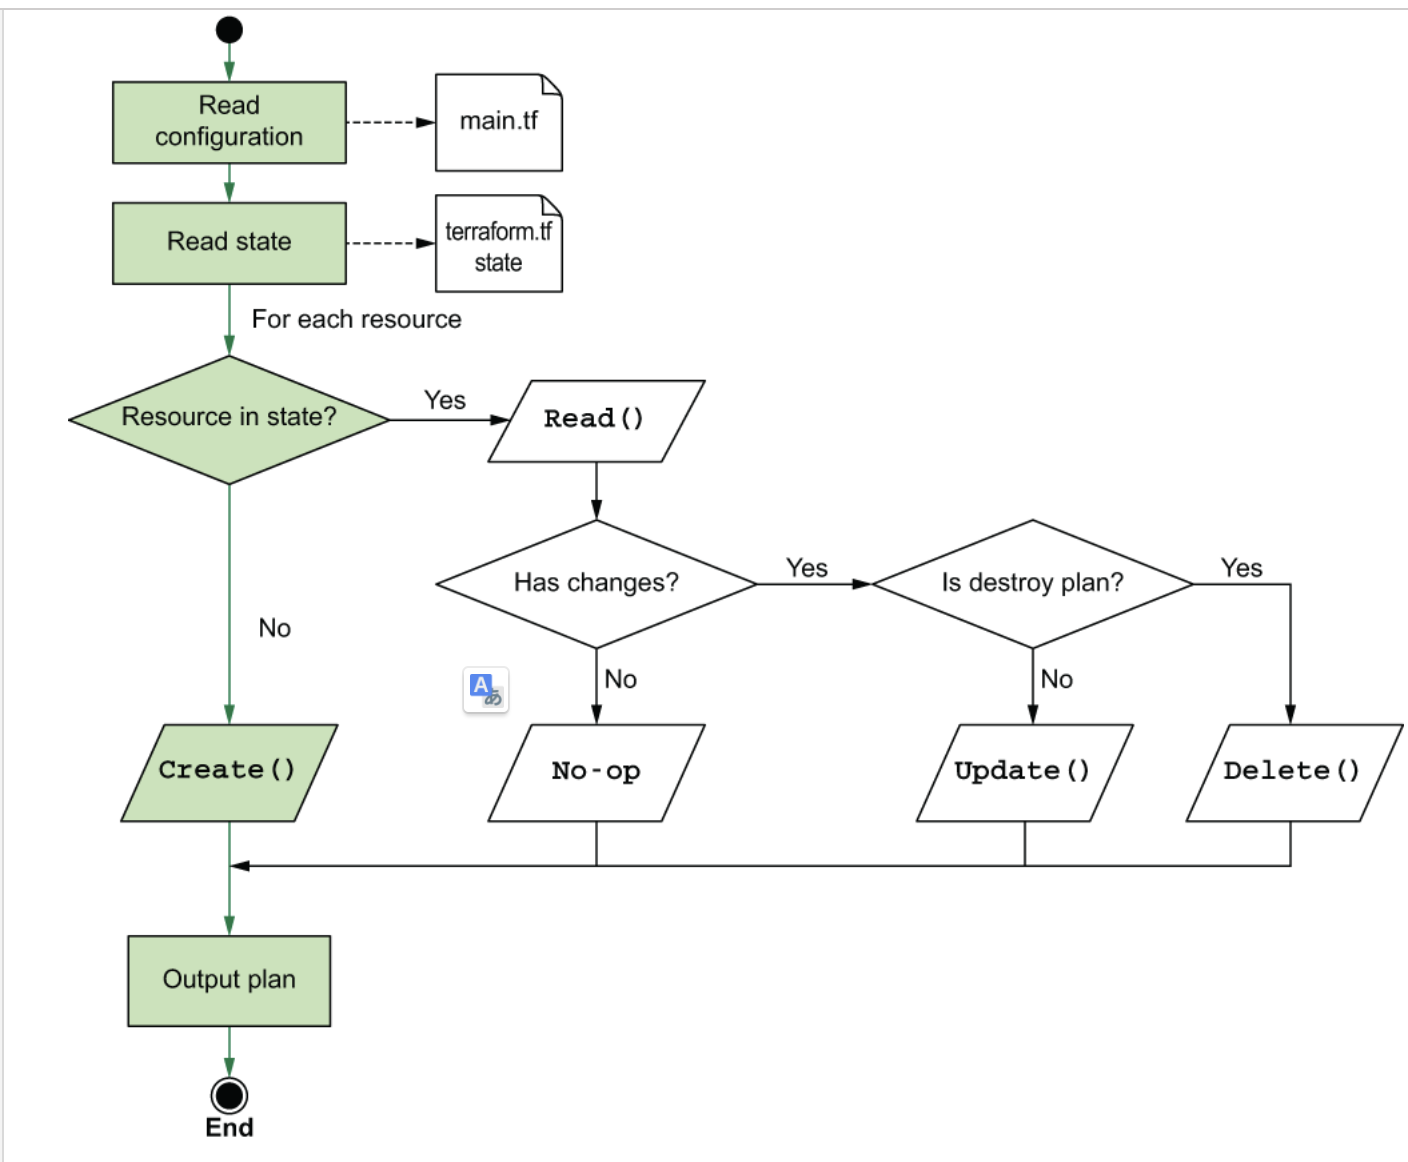 Read
configuration
main.tf
Read state
terraform.tf
state
For each resource
Resource in state?
Yes
Read()
Has changes?
Yes
Is destroy plan?
Yes
No
No
No
A
あ
Create()
No-op
Update()
Delete()
Output plan
End